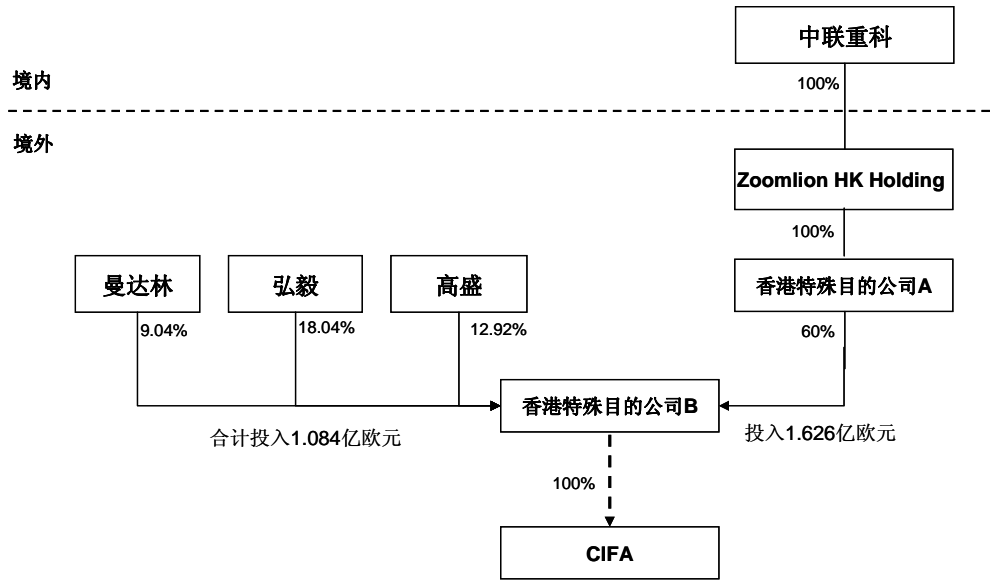 中联重科
境内
100%
境外
Zoomlion HK Holding
100%
曼达林
弘毅
高盛
香港特殊目的公司A
9.04%
18.04%
12.92%
60%
香港特殊目的公司B
合计投入1.084亿欧元
投入1.626亿欧元
100%
CIFA